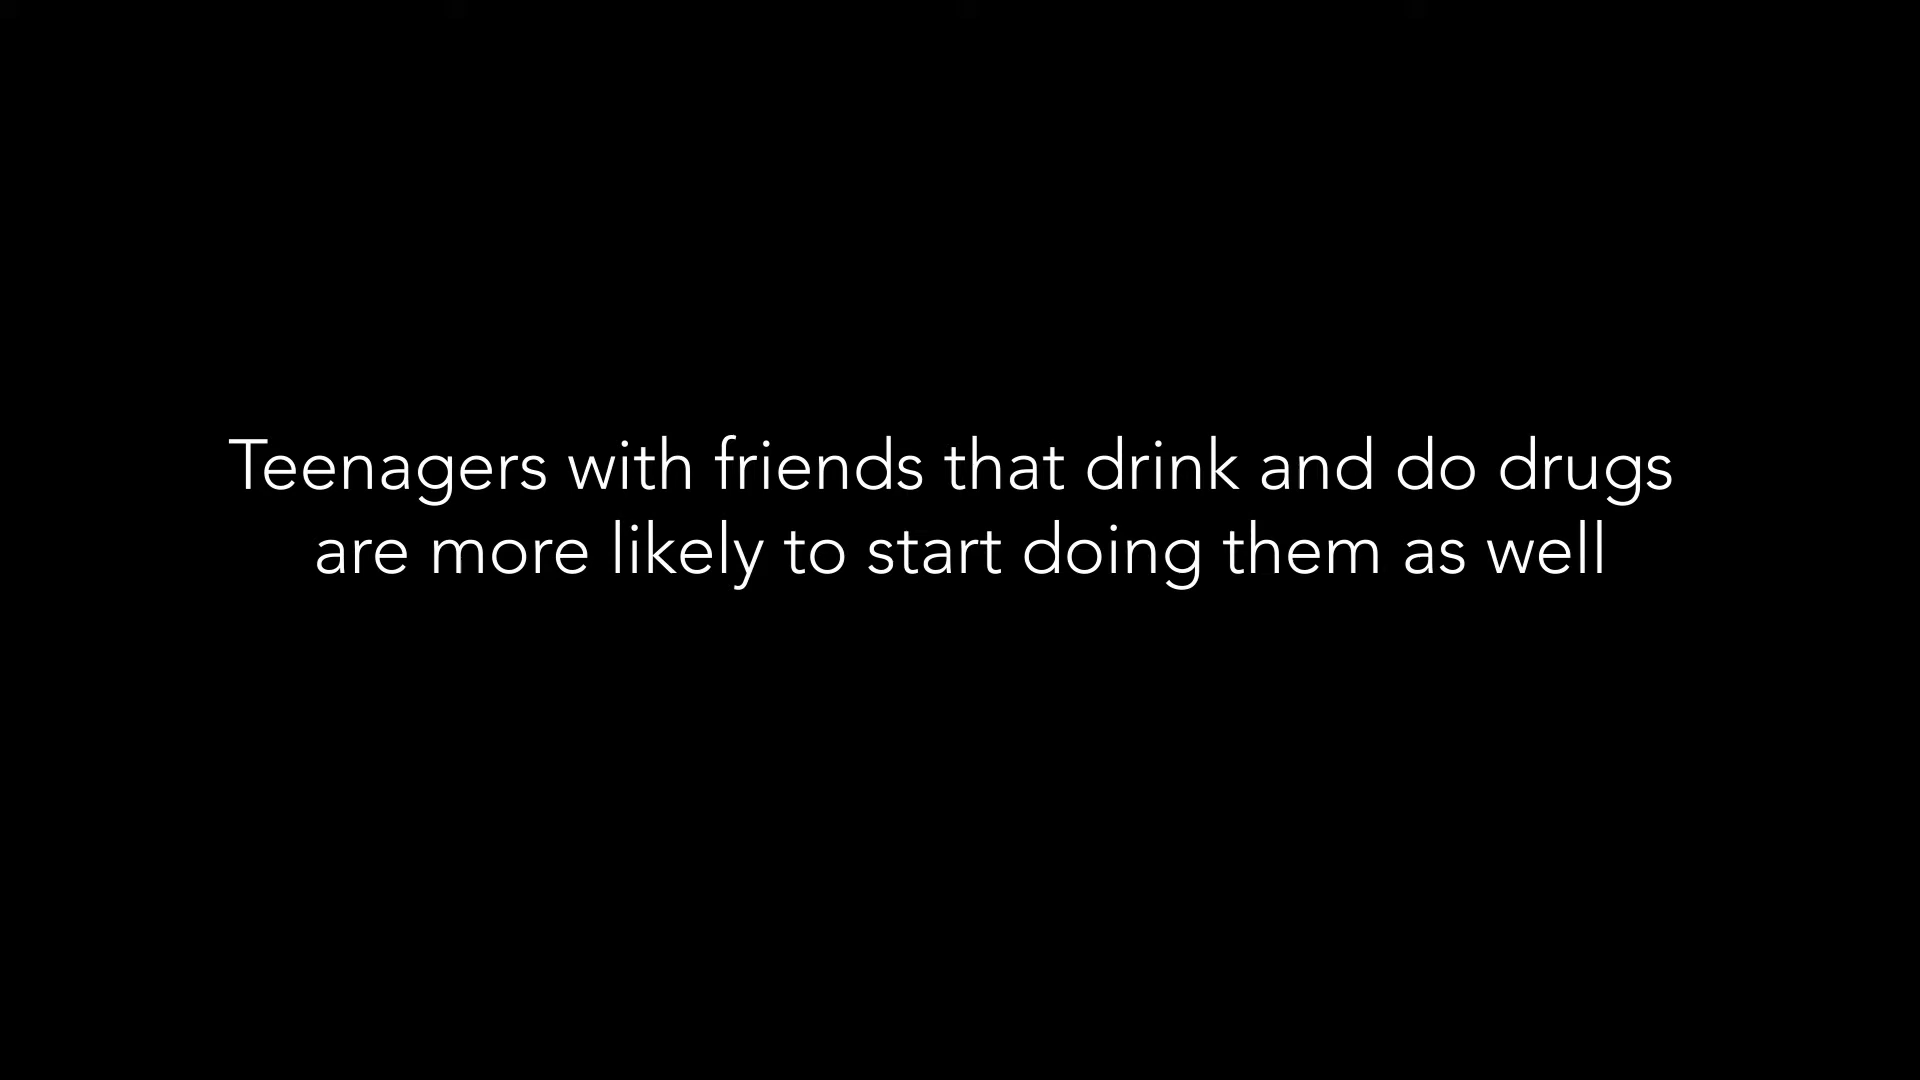 Teenagers with friends that drink and do drugs
are more likely to start doing them as well